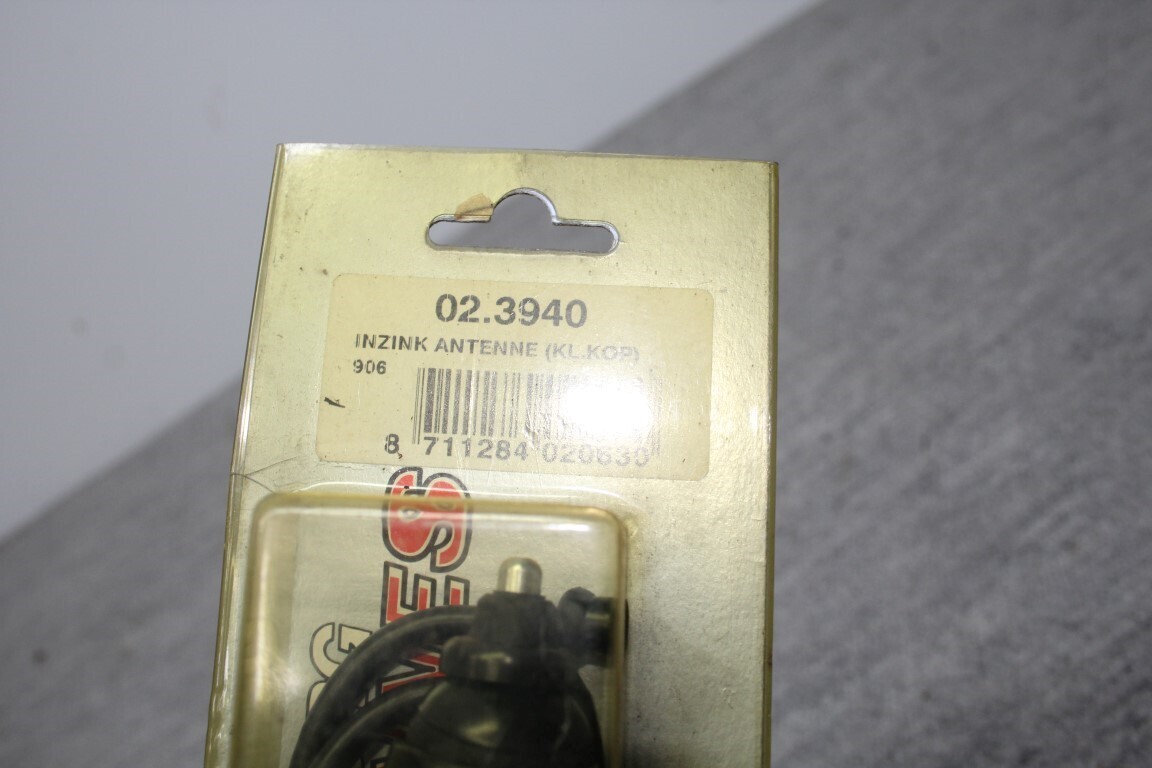 02.3940
INZINK ANTENNE (KL.KOP)
906
8 711284 020630